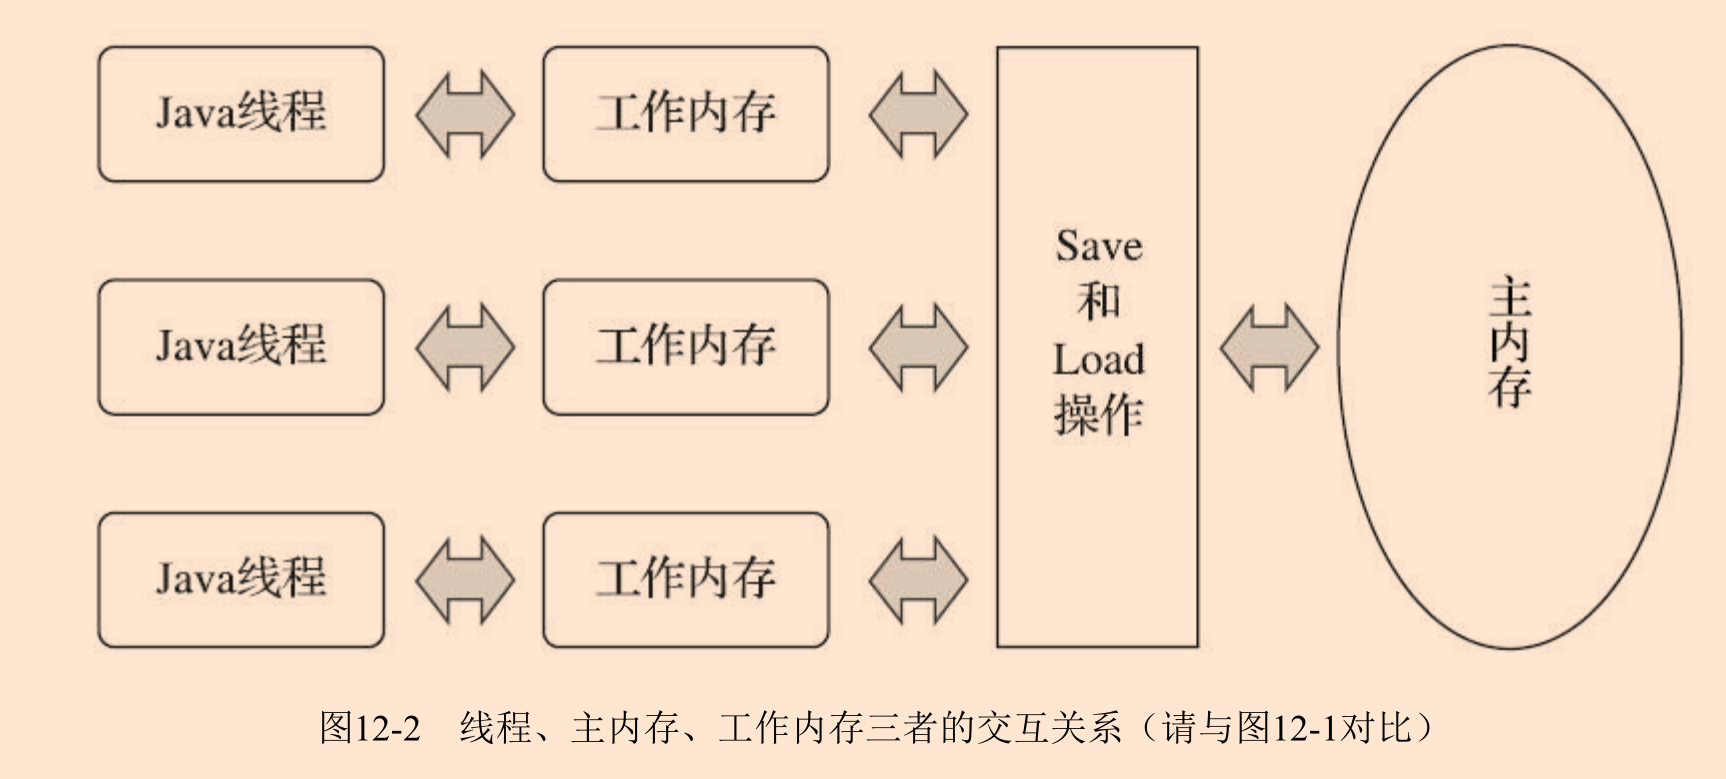 Java线程
工作内存
Java线程
工作内存
Java线程
工作内存
Save
和
Load
操作
主
内
存
图12-2 线程、主内存、工作内存三者的交互关系（请与图12-1对比）